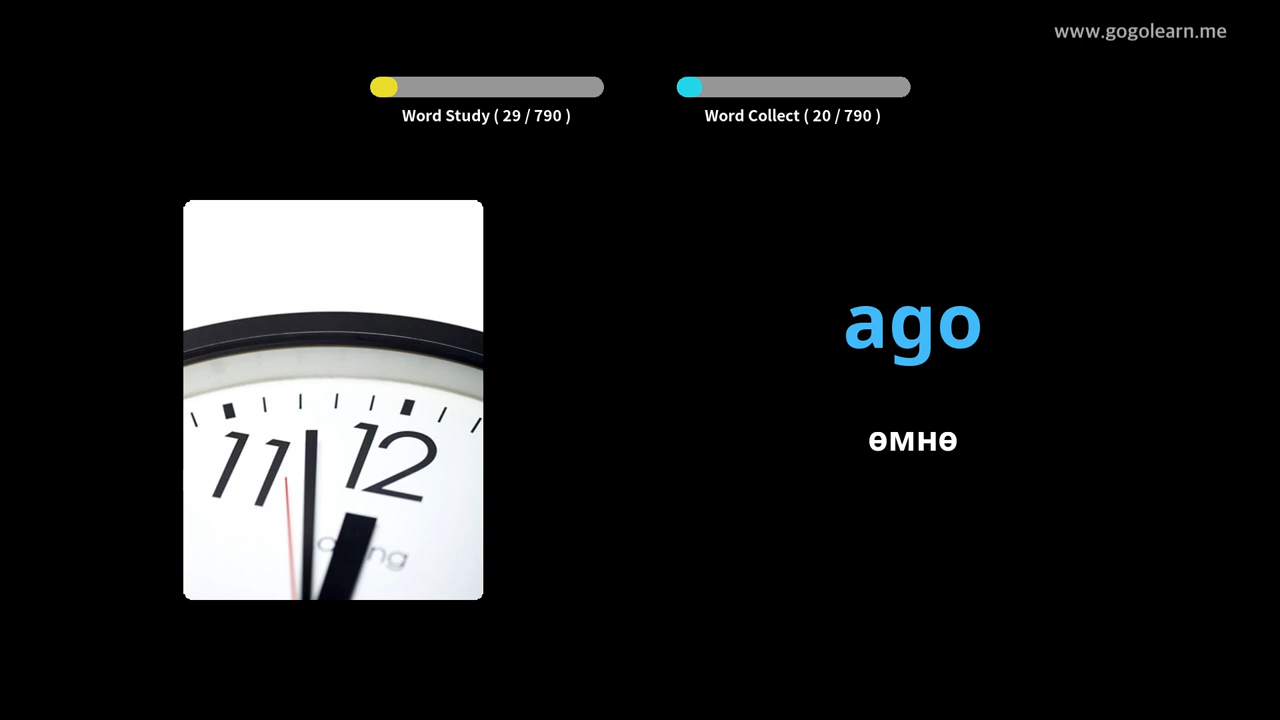 www.gogolearn.me
Word Study ( 29 / 790 )
Word Collect ( 20 / 790 )
11
12
ago
өмнө